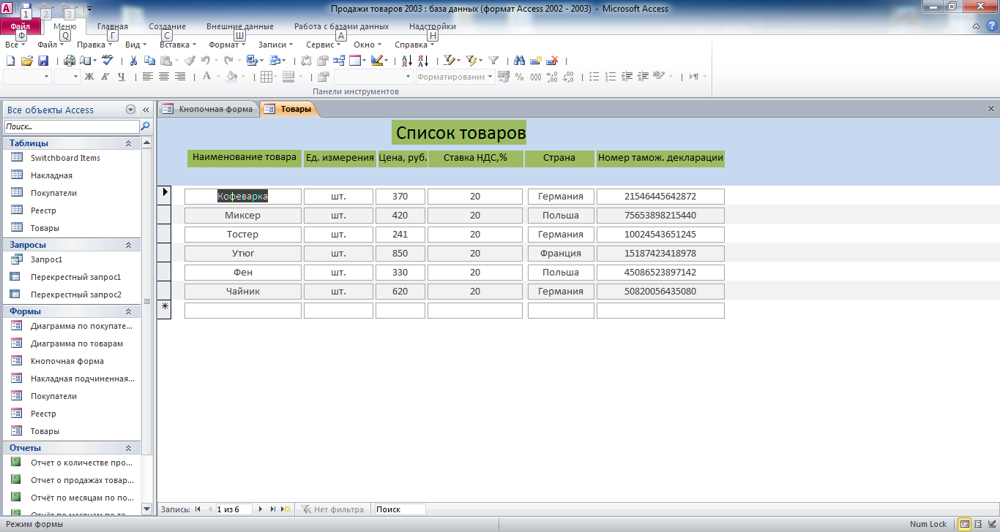 Продажи товаров 2003 : база данных (формат Access 2002 - 2003) - Microsoft Access
1 2 3
Файл Меню Главная Создание Внешние данные Работа с базами данных Надстройки
Ф Q Г С Ш А Н
Все Файл Правка Вид Вставка Формат Записи Сервис Окно Справка
Ж К Ч Форматирование % 000
Панели инструментов
Все объекты Access
Поиск...
Таблицы
Switchboard Items
Накладная
Покупатели
Реестр
Товары
Запросы
Запрос1
Перекрестный запрос1
Перекрестный запрос2
Формы
Диаграмма по покупате...
Диаграмма по товарам
Кнопочная форма
Накладная подчиненная...
Покупатели
Реестр
Товары
Отчеты
Отчет о количестве про...
Отчет о продажах товар...
Отчёт по месяцам по по...
Отчёт по месяцам по то...
Кнопочная форма Товары
Список товаров
Наименование товара Ед. измерения Цена, руб. Ставка НДС,% Страна Номер тамож. декларации
Кофеварка шт. 370 20 Германия 21546445642872
Миксер шт. 420 20 Польша 75653898215440
Тостер шт. 241 20 Германия 10024543651245
Утюг шт. 850 20 Франция 15187423418978
Фен шт. 330 20 Польша 45086523897142
Чайник шт. 620 20 Германия 50820056435080
Запись: 1 из 6 Нет фильтра Поиск
Режим формы Num Lock